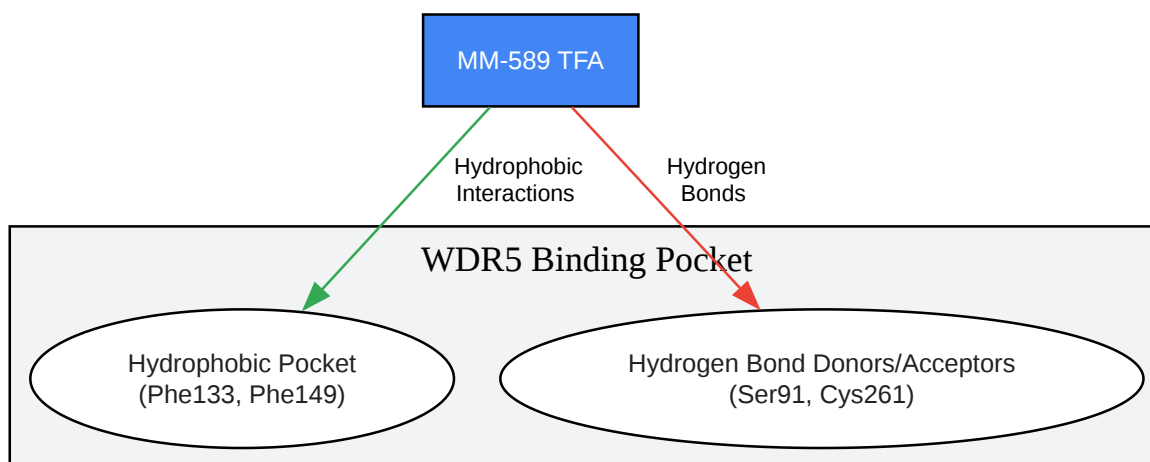 MM-589 TFA
Hydrophobic
Interactions
Hydrogen
Bonds
WDR5 Binding Pocket
Hydrophobic Pocket
(Phe133, Phe149)
Hydrogen Bond Donors/Acceptors
(Ser91, Cys261)